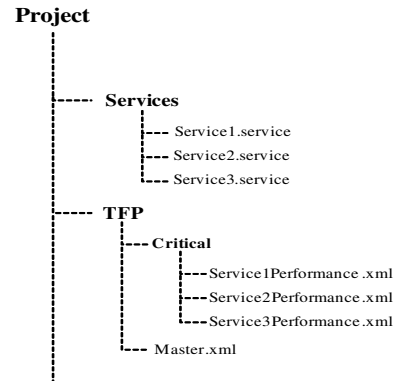 Project
Services
Service1.service
Service2.service
Service3.service
TFP
Critical
Service1Performance.xml
Service2Performance.xml
Service3Performance.xml
Master.xml